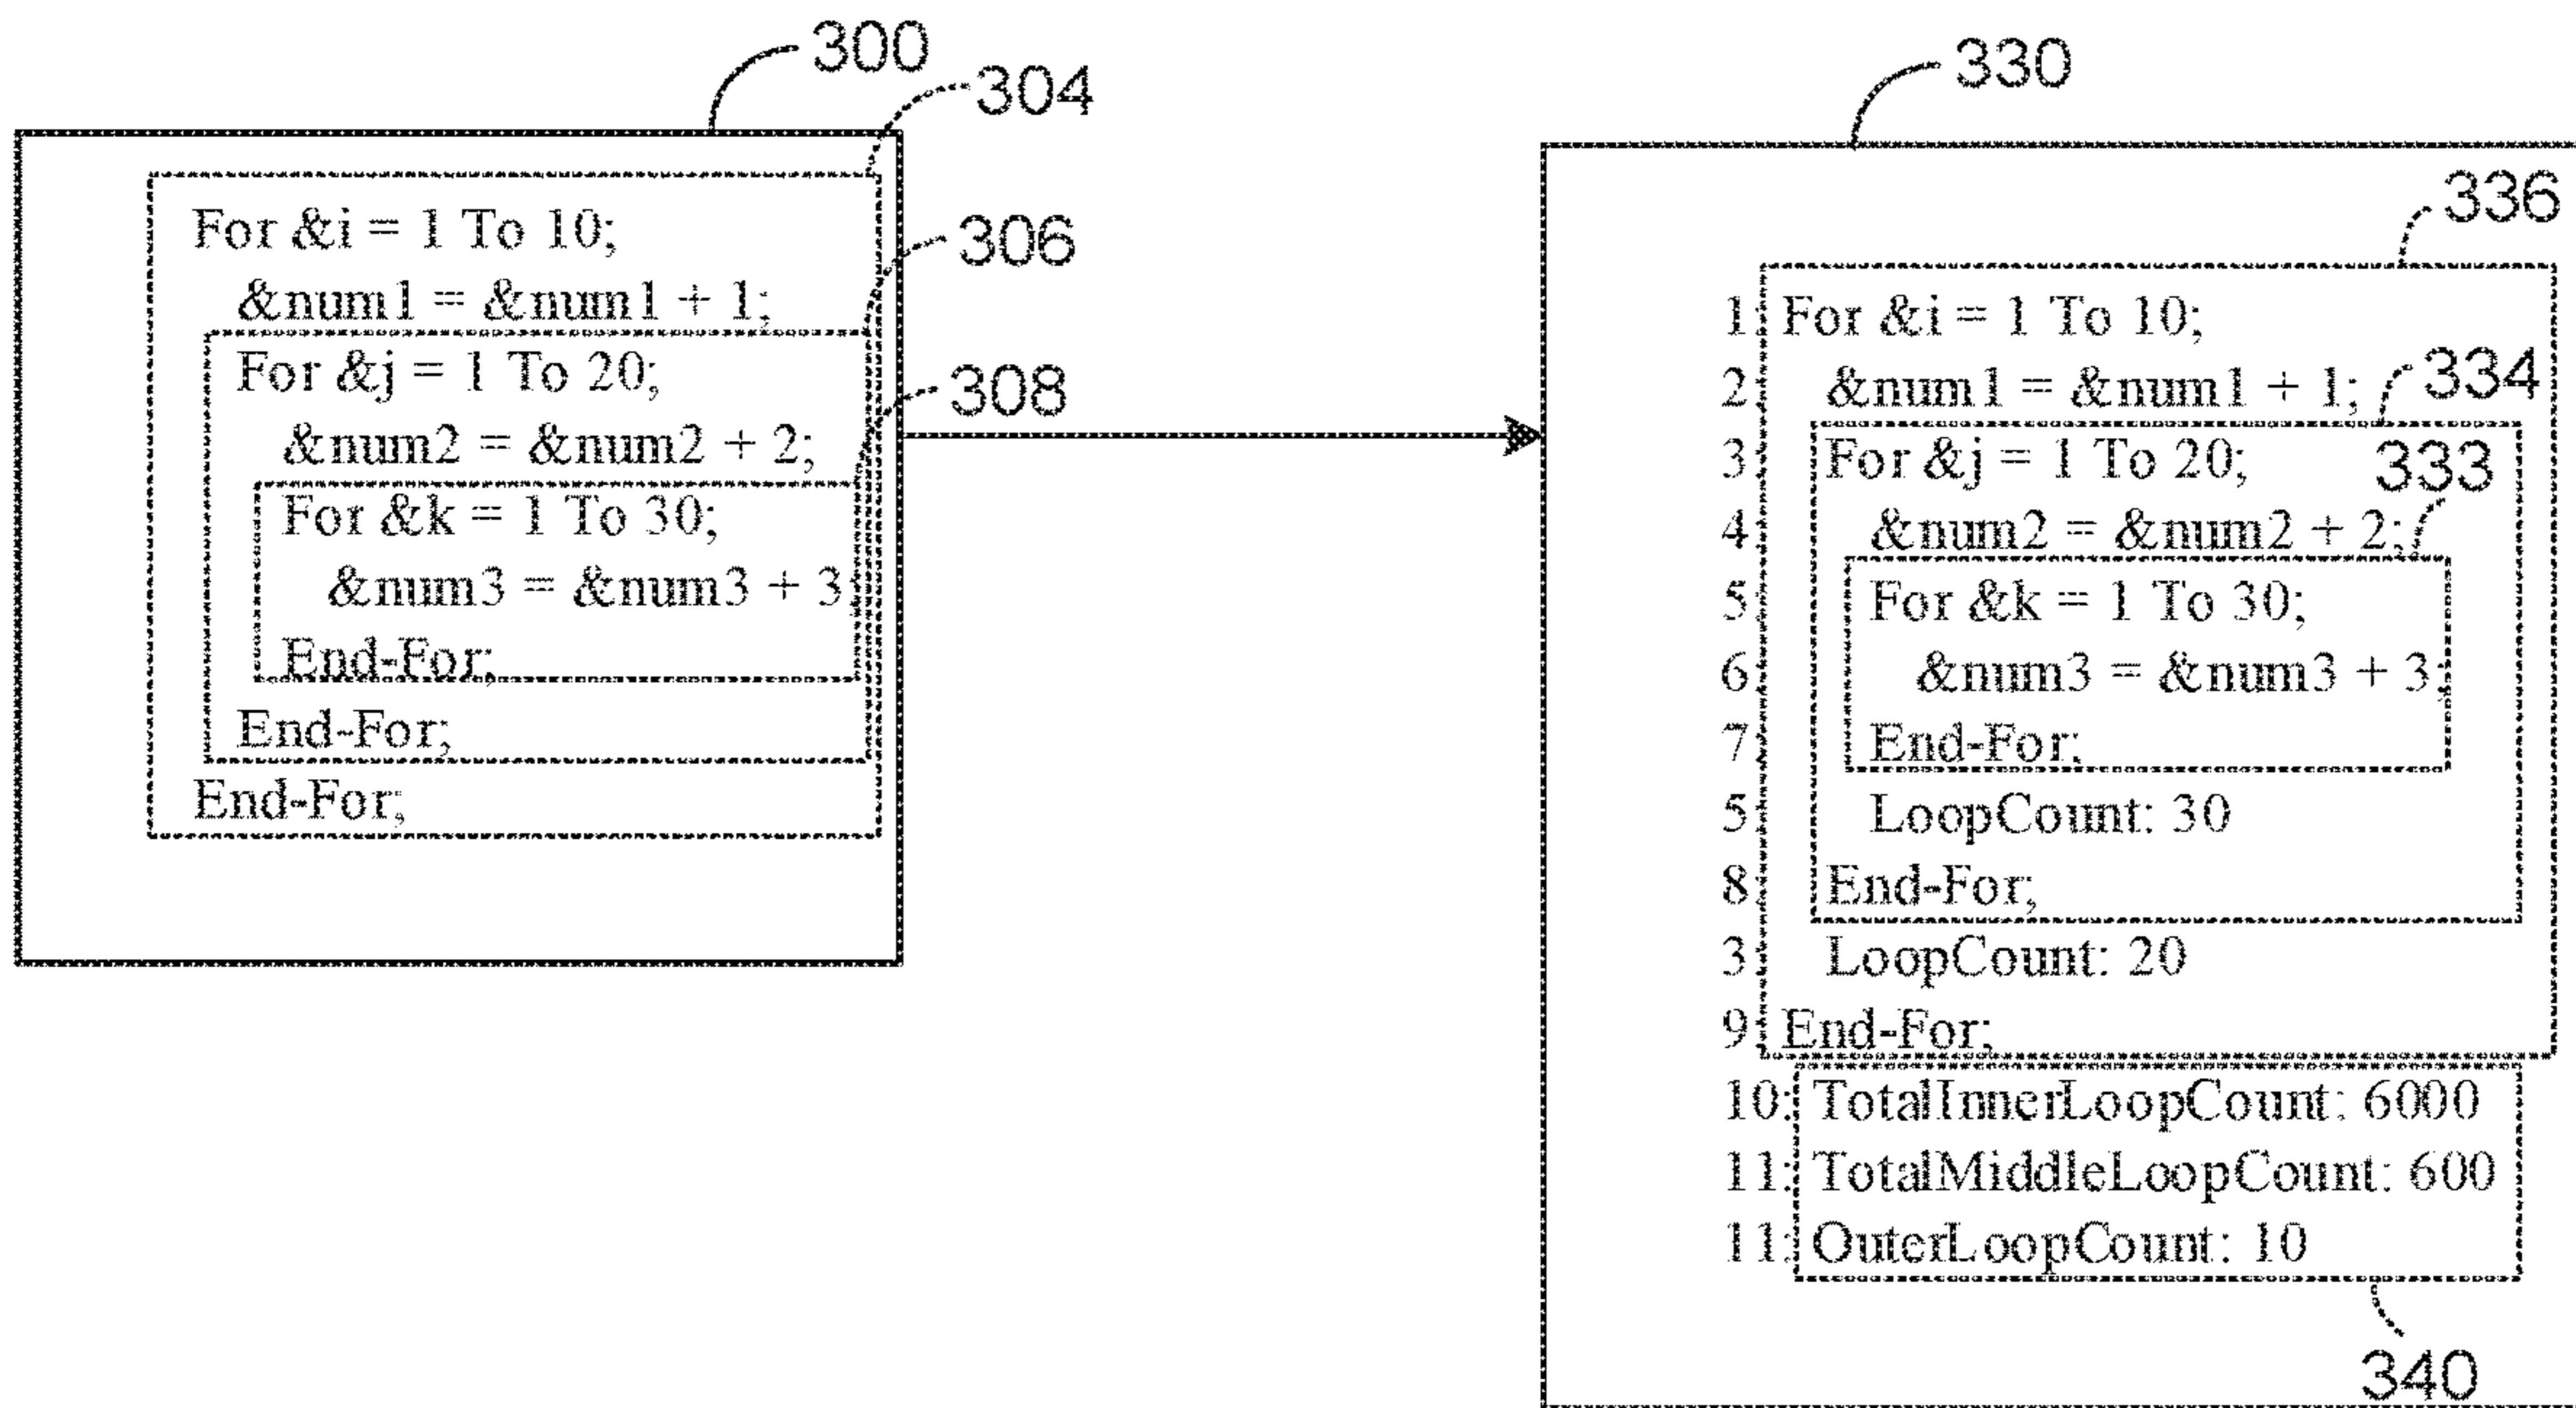 300
304
For &i = 1 To 10;
306
&num1 = &num1 + 1;
For &j = 1 To 20;
308
&num2 = &num2 + 2;
For &k = 1 To 30;
&num3 = &num3 + 3;
End-For;
End-For;
End-For;
330
336
1: For &i = 1 To 10;
334
2: &num1 = &num1 + 1;
3: For &j = 1 To 20;
333
4: &num2 = &num2 + 2;
5: For &k = 1 To 30;
6: &num3 = &num3 + 3;
7: End-For;
5: LoopCount: 30
8: End-For;
3: LoopCount: 20
9: End-For;
10: TotalInnerLoopCount: 6000
11: TotalMiddleLoopCount: 600
11: OuterLoopCount: 10
340